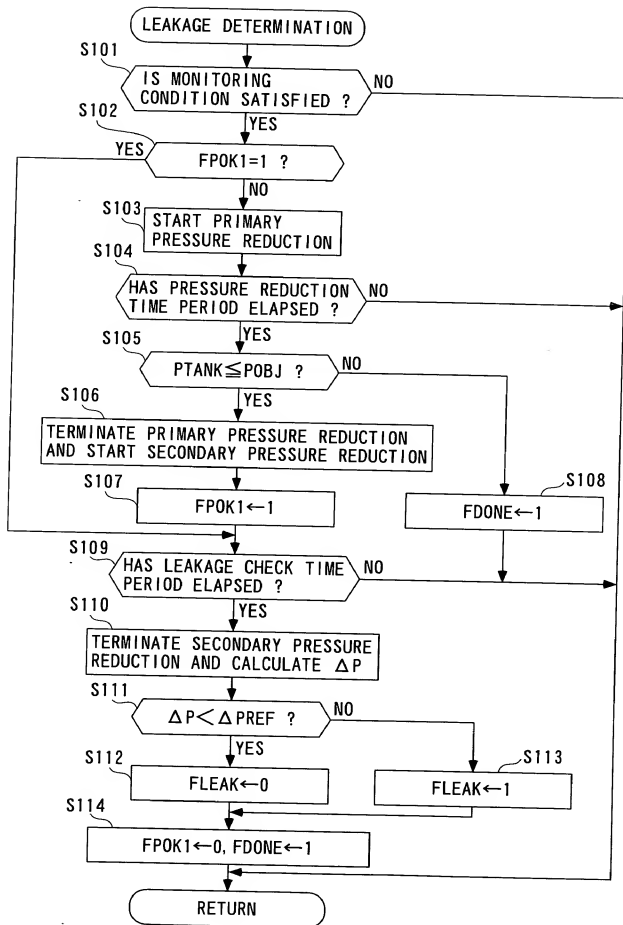 LEAKAGE DETERMINATION
S101
IS MONITORING
CONDITION SATISFIED ?
NO
YES
S102
YES
FPOK1=1 ?
NO
S103
START PRIMARY
PRESSURE REDUCTION
S104
HAS PRESSURE REDUCTION
TIME PERIOD ELAPSED ?
NO
YES
S105
PTANK≦POBJ ?
NO
YES
S106
TERMINATE PRIMARY PRESSURE REDUCTION
AND START SECONDARY PRESSURE REDUCTION
S107
FPOK1←1
S108
FDONE←1
S109
HAS LEAKAGE CHECK TIME
PERIOD ELAPSED ?
NO
YES
S110
TERMINATE SECONDARY PRESSURE
REDUCTION AND CALCULATE ΔP
S111
ΔP<ΔPREF ?
NO
YES
S112
FLEAK←0
S113
FLEAK←1
S114
FPOK1←0, FDONE←1
RETURN